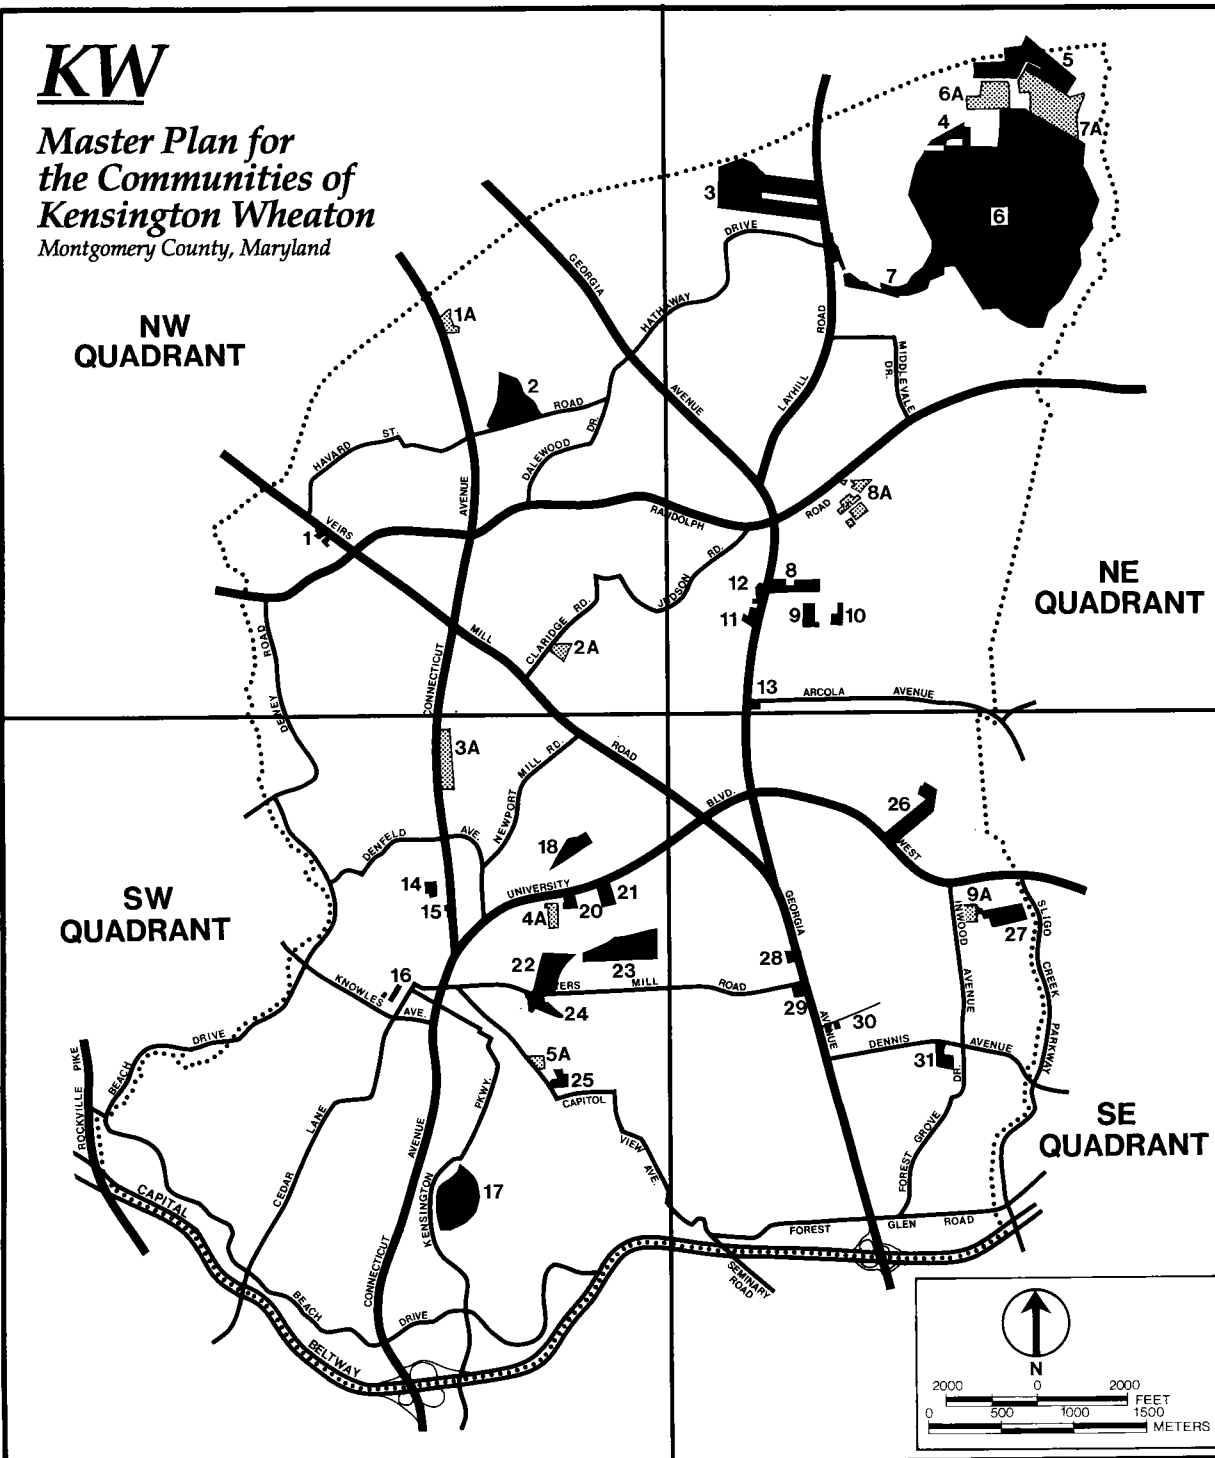 KW
Master Plan for
the Communities of
Kensington Wheaton
Montgomery County, Maryland
NW
QUADRANT
NE
QUADRANT
SW
QUADRANT
SE
QUADRANT
5
6A
7A
4
3
6
7
DRIVE
HATHAWAY
GEORGIA
AVENUE
ROAD
LAYHILL
MIDDLEVALE
DR.
1A
2
ROAD
DALEWOOD
DR.
HAVARD
ST.
AVENUE
CONNECTICUT
1
VEIRS
MILL
ROAD
RANDOLPH
ROAD
8A
JUDSON
RD.
CLARIDGE
RD.
2A
12
8
11
9
10
13
ARCOLA
AVENUE
ROAD
DEWEY
3A
NEWPORT
MILL
RD.
DENFELD
AVE.
BLVD.
UNIVERSITY
WEST
26
18
14
15
4A
20
21
GEORGIA
AVENUE
9A
27
INWOOD
AVENUE
SLIGO
CREEK
PARKWAY
22
23
24
MILL
ROAD
28
29
30
16
KNOWLES
AVE.
5A
25
CAPITOL
VIEW
AVE.
DENNIS
AVENUE
31
DR.
FOREST
GROVE
BEACH
DRIVE
ROCKVILLE
PIKE
CEDAR
LANE
AVENUE
CONNECTICUT
KENSINGTON
PKWY.
17
CAPITAL
BELTWAY
BEACH
DRIVE
FOREST
GLEN
ROAD
SEMINARY
ROAD
N
2000
0
2000
FEET
0
500
1000
1500
METERS